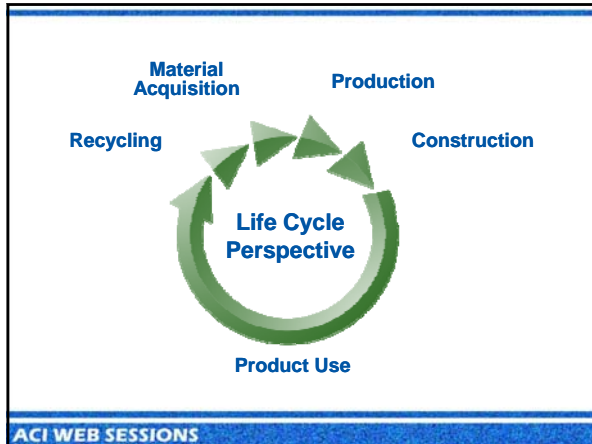 Material
Acquisition
Production
Recycling
Construction
Life Cycle
Perspective
Product Use
ACI WEB SESSIONS